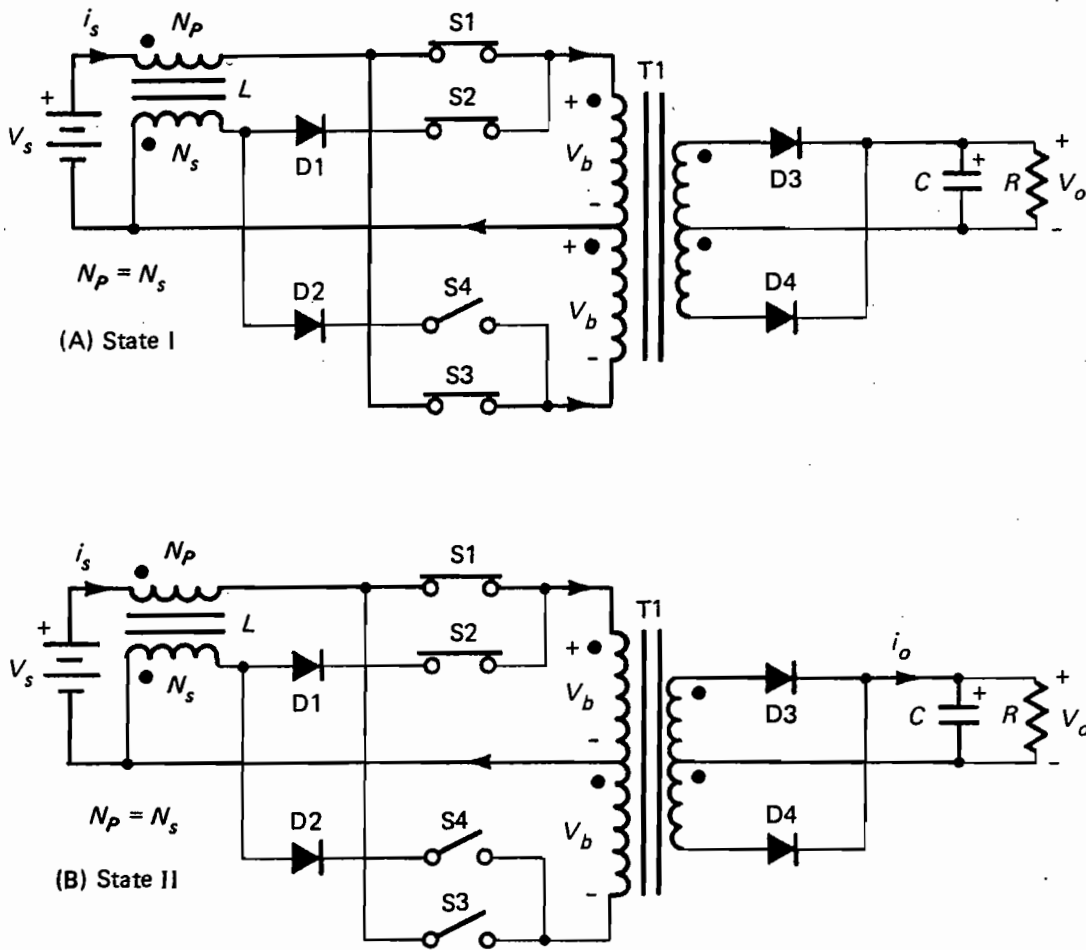 i_s
N_P
S1
T1
+
L
S2
+
V_s
N_s
D1
V_b
-
D3
+
C
+
R
V_o
-
+
N_P = N_s
D2
S4
V_b
D4
-
(A) State I
S3
i_s
N_P
S1
T1
+
L
S2
+
i_o
V_s
N_s
D1
V_b
-
D3
+
C
+
R
-
N_P = N_s
D2
S4
V_b
D4
-
(B) State II
S3